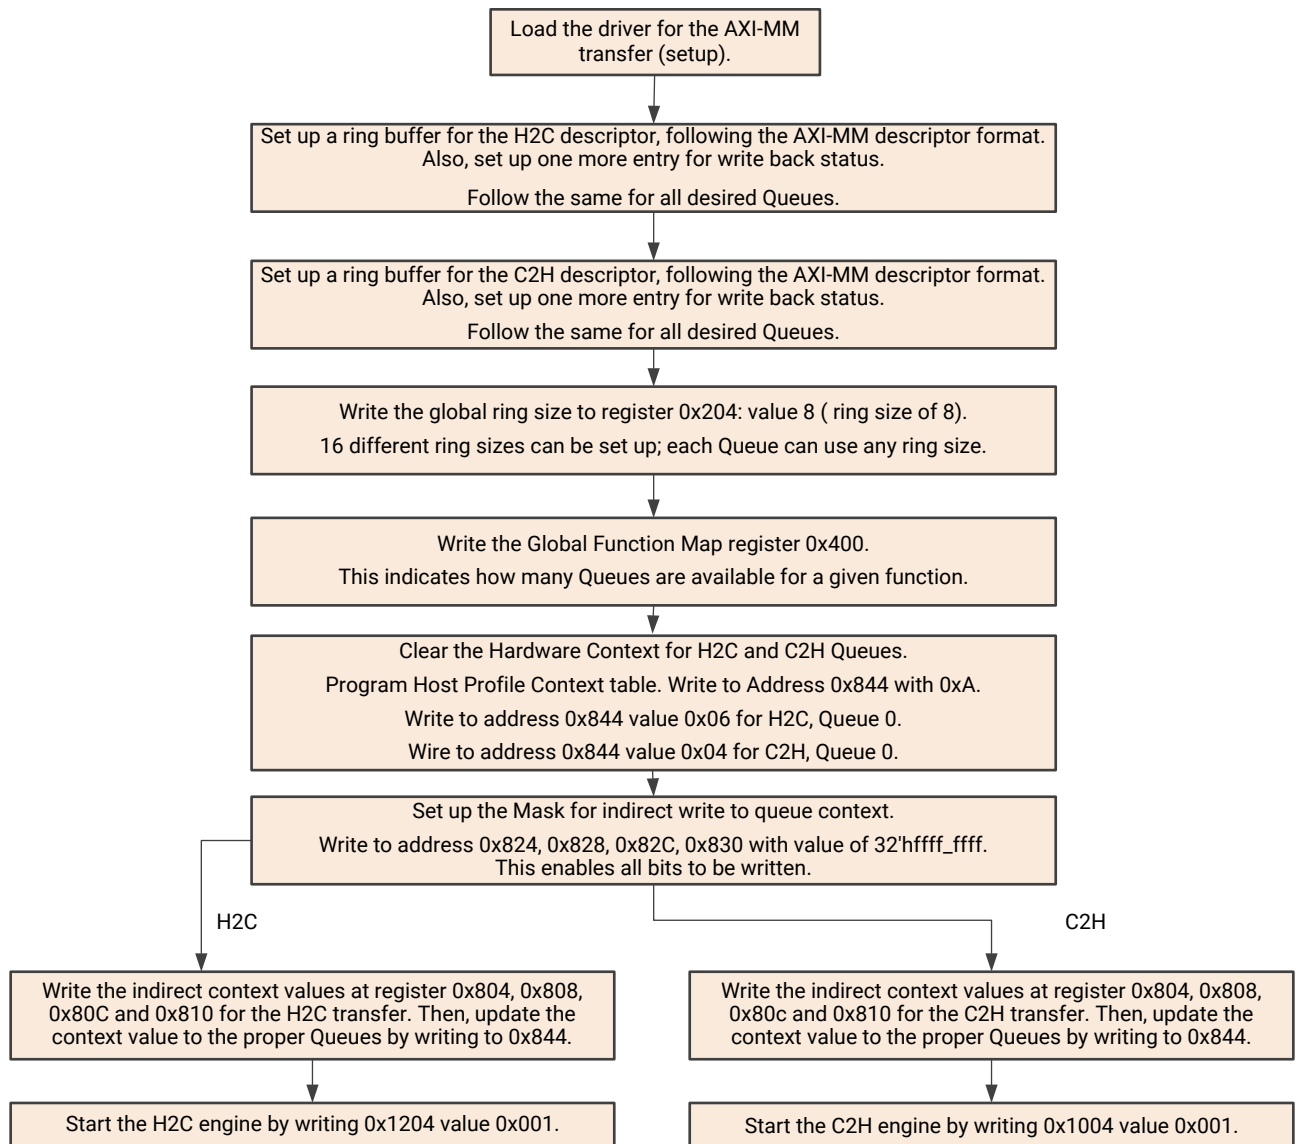 Load the driver for the AXI-MM
transfer (setup).
Set up a ring buffer for the H2C descriptor, following the AXI-MM descriptor format.
Also, set up one more entry for write back status.
Follow the same for all desired Queues.
Set up a ring buffer for the C2H descriptor, following the AXI-MM descriptor format.
Also, set up one more entry for write back status.
Follow the same for all desired Queues.
Write the global ring size to register 0x204: value 8 ( ring size of 8).
16 different ring sizes can be set up; each Queue can use any ring size.
Write the Global Function Map register 0x400.
This indicates how many Queues are available for a given function.
Clear the Hardware Context for H2C and C2H Queues.
Program Host Profile Context table. Write to Address 0x844 with 0xA.
Write to address 0x844 value 0x06 for H2C, Queue 0.
Wire to address 0x844 value 0x04 for C2H, Queue 0.
Set up the Mask for indirect write to queue context.
Write to address 0x824, 0x828, 0x82C, 0x830 with value of 32'hffff_ffff.
This enables all bits to be written.
H2C
C2H
Write the indirect context values at register 0x804, 0x808,
0x80C and 0x810 for the H2C transfer. Then, update the
context value to the proper Queues by writing to 0x844.
Write the indirect context values at register 0x804, 0x808,
0x80c and 0x810 for the C2H transfer. Then, update the
context value to the proper Queues by writing to 0x844.
Start the H2C engine by writing 0x1204 value 0x001.
Start the C2H engine by writing 0x1004 value 0x001.